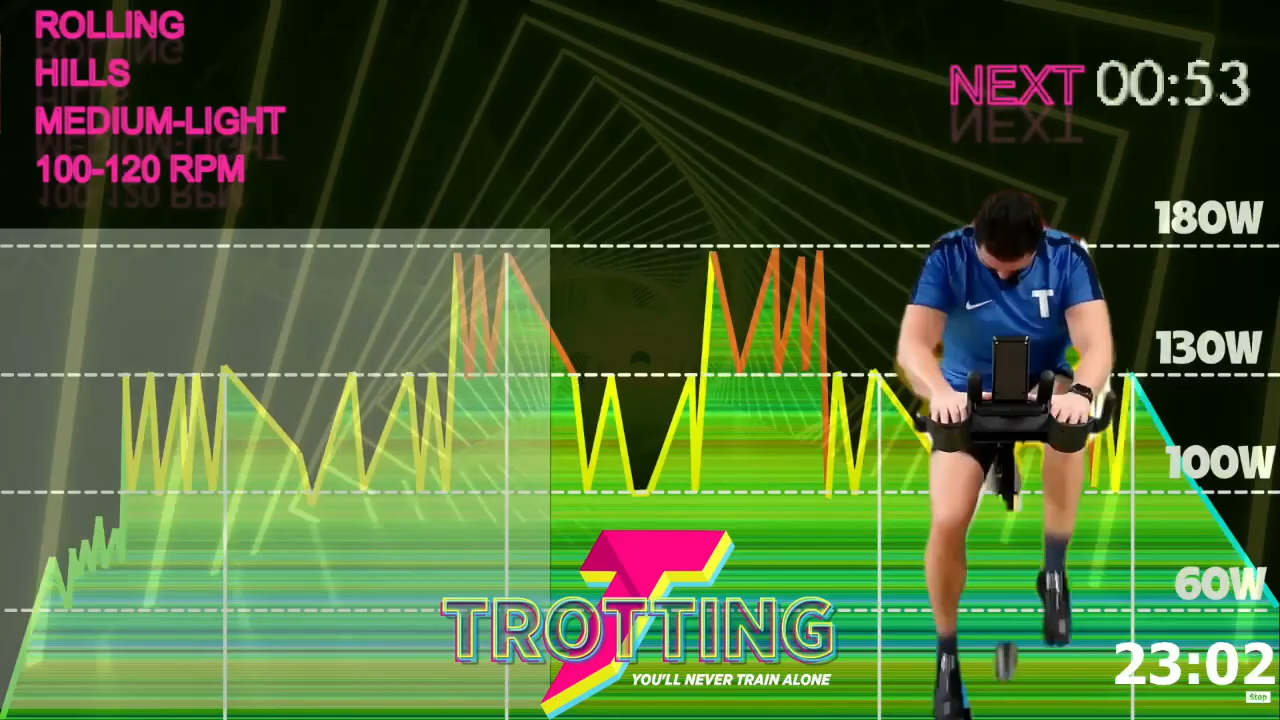 ROLLING
HILLS
MEDIUM-LIGHT
100-120 RPM
NEXT 00:53
180W
130W
100W
60W
T
TROTTING
YOU'LL NEVER TRAIN ALONE
23:02
Stop